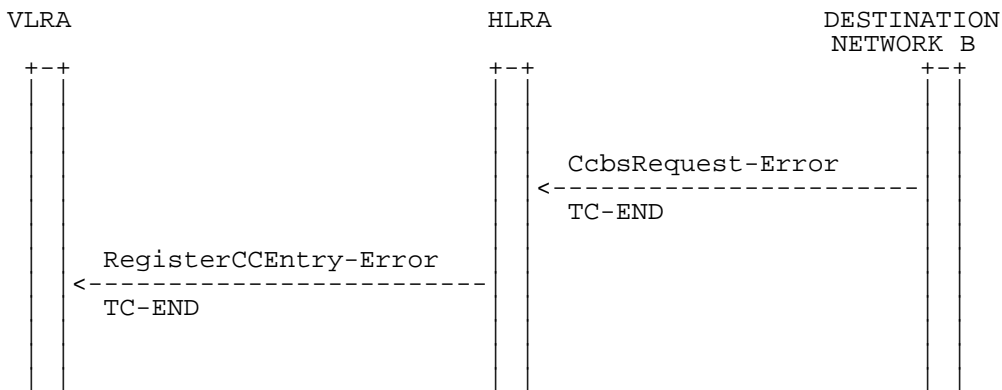 VLRA HLRA DESTINATION
NETWORK B
+-+ +-+ +-+
CcbsRequest-Error
<-----------------------
TC-END
RegisterCCEntry-Error
<-------------------------
TC-END